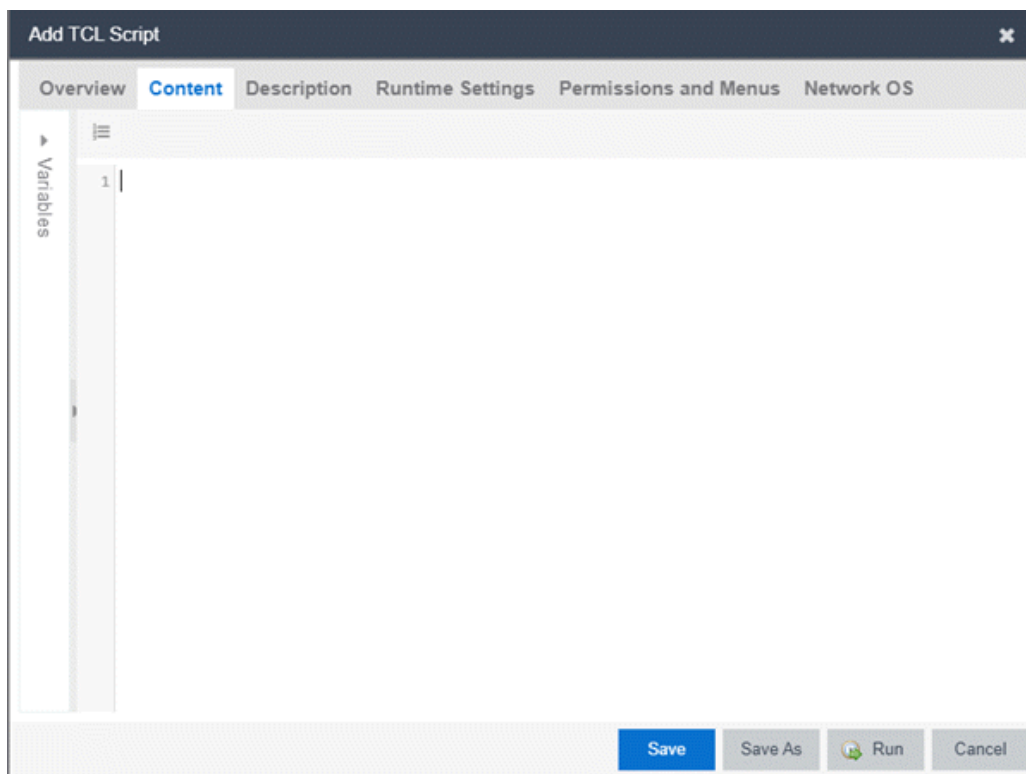 Add TCL Script
Overview Content Description Runtime Settings Permissions and Menus Network OS
Variables
1
Save Save As Run Cancel